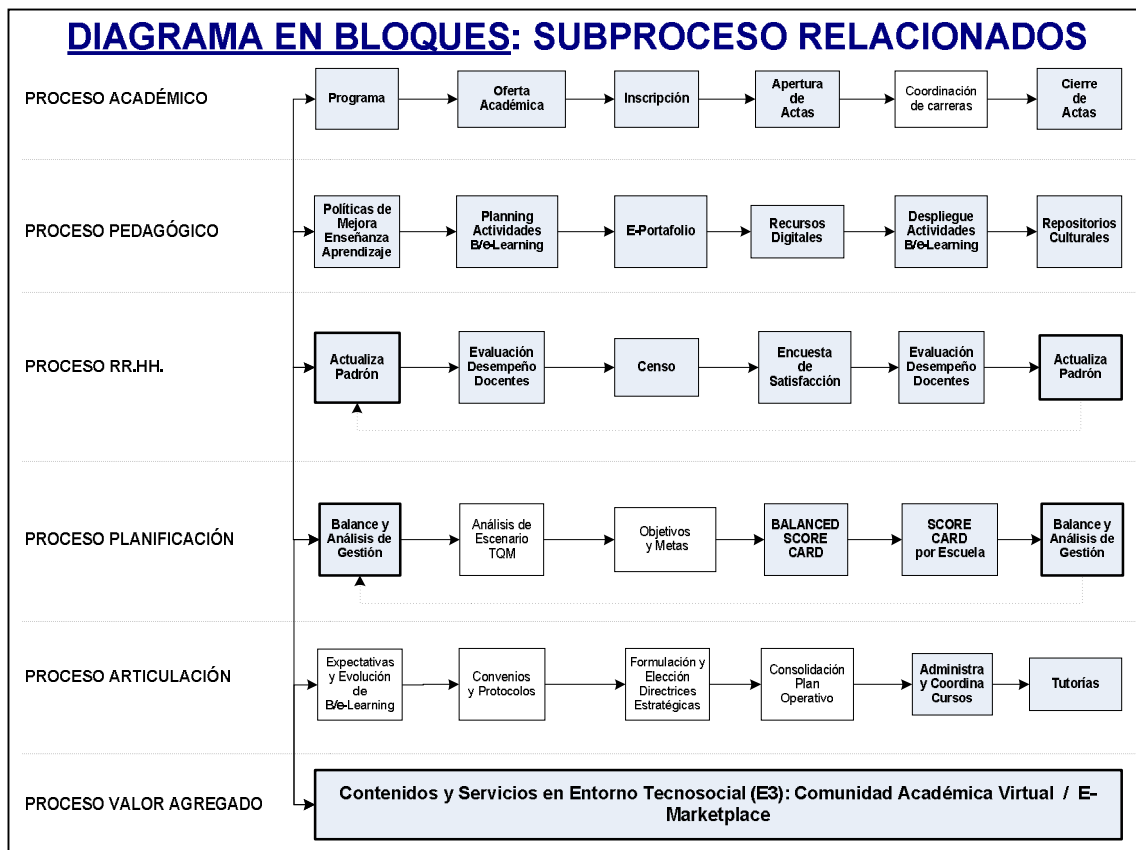 DIAGRAMA EN BLOQUES: SUBPROCESO RELACIONADOS
PROCESO ACADÉMICO
Programa
Oferta
Académica
Inscripción
Apertura
de
Actas
Coordinación
de carreras
Cierre
de
Actas
PROCESO PEDAGÓGICO
Políticas de
Mejora
Enseñanza
Aprendizaje
Planning
Actividades
B/e-Learning
E-Portafolio
Recursos
Digitales
Despliegue
Actividades
B/e-Learning
Repositorios
Culturales
PROCESO RR.HH.
Actualiza
Padrón
Evaluación
Desempeño
Docentes
Censo
Encuesta
de
Satisfacción
Evaluación
Desempeño
Docentes
Actualiza
Padrón
PROCESO PLANIFICACIÓN
Balance y
Análisis de
Gestión
Análisis de
Escenario
TQM
Objetivos
y Metas
BALANCED
SCORE
CARD
SCORE
CARD
por Escuela
Balance y
Análisis de
Gestión
PROCESO ARTICULACIÓN
Expectativas
y Evolución
de
B/e-Learning
Convenios
y Protocolos
Formulación y
Elección
Directrices
Estratégicas
Consolidación
Plan
Operativo
Administra
y Coordina
Cursos
Tutorías
PROCESO VALOR AGREGADO
Contenidos y Servicios en Entorno Tecnosocial (E3): Comunidad Académica Virtual / E-
Marketplace